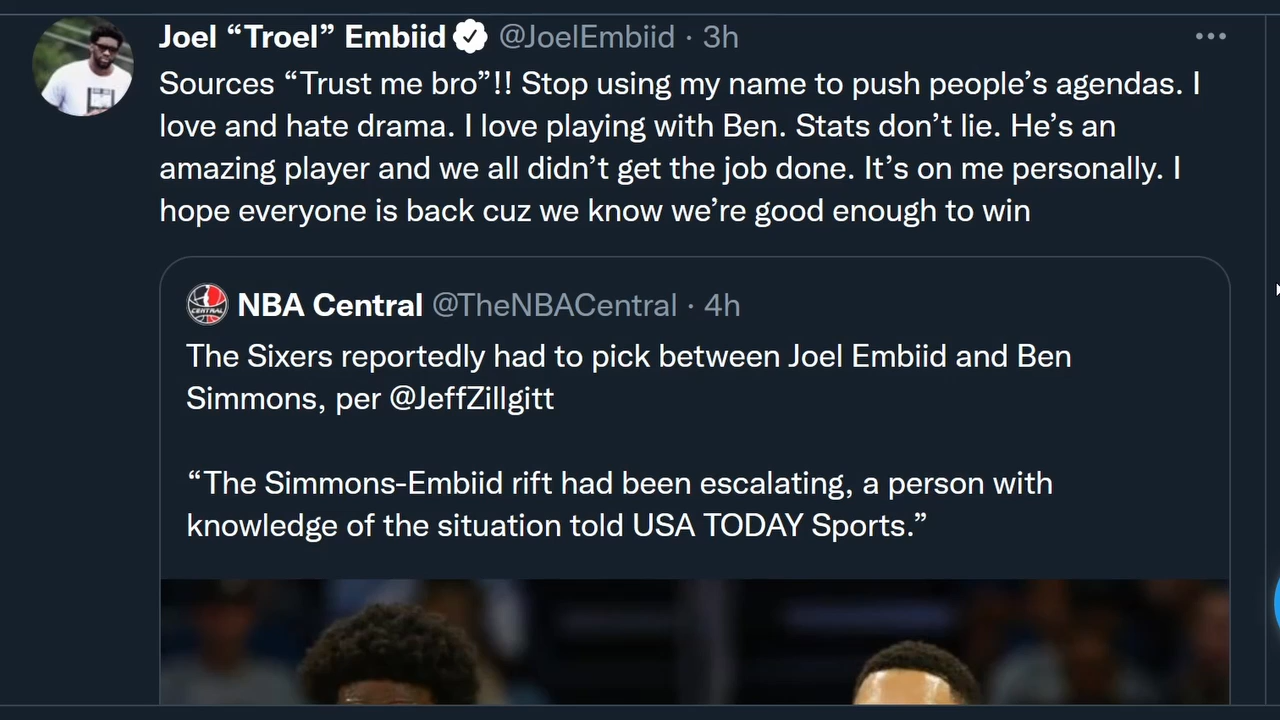 Joel “Troel” Embiid @JoelEmbiid · 3h
Sources “Trust me bro”!! Stop using my name to push people’s agendas. I
love and hate drama. I love playing with Ben. Stats don’t lie. He’s an
amazing player and we all didn’t get the job done. It’s on me personally. I
hope everyone is back cuz we know we’re good enough to win
CENTRAL
NBA Central @TheNBACentral · 4h
The Sixers reportedly had to pick between Joel Embiid and Ben
Simmons, per @JeffZillgitt
“The Simmons-Embiid rift had been escalating, a person with
knowledge of the situation told USA TODAY Sports.”